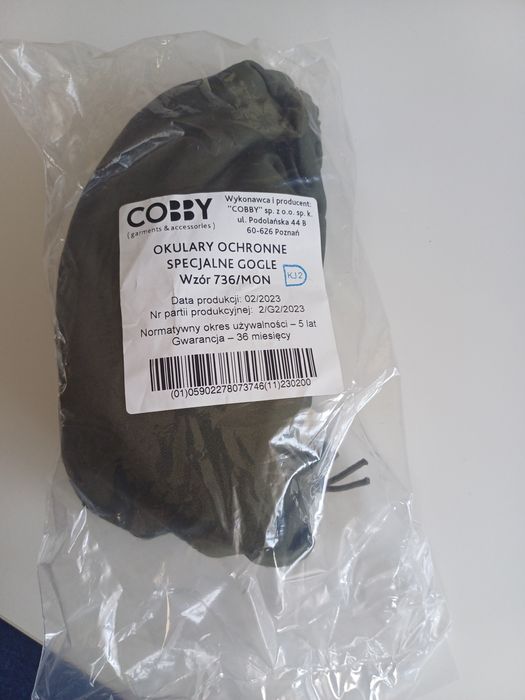 COBBY
( garments & accessories )
Wykonawca i producent:
"COBBY" sp. z o.o. sp. k.
ul. Podolańska 44 B
60-626 Poznań
OKULARY OCHRONNE
SPECJALNE GOGLE
Wzór 736/MON
KJ2
Data produkcji: 02/2023
Nr partii produkcyjnej: 2/G2/2023
Normatywny okres używalności – 5 lat
Gwarancja – 36 miesięcy
(01)05902278073746(11)230200